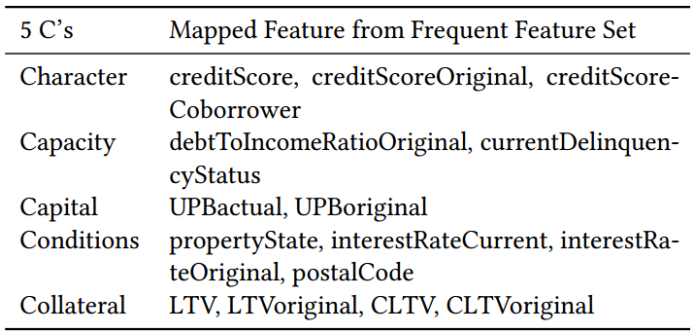 5 C's Mapped Feature from Frequent Feature Set
Character creditScore, creditScoreOriginal, creditScore-
Coborrower
Capacity debtToIncomeRatioOriginal, currentDelinquen-
cyStatus
Capital UPBactual, UPBoriginal
Conditions propertyState, interestRateCurrent, interestRa-
teOriginal, postalCode
Collateral LTV, LTVoriginal, CLTV, CLTVoriginal